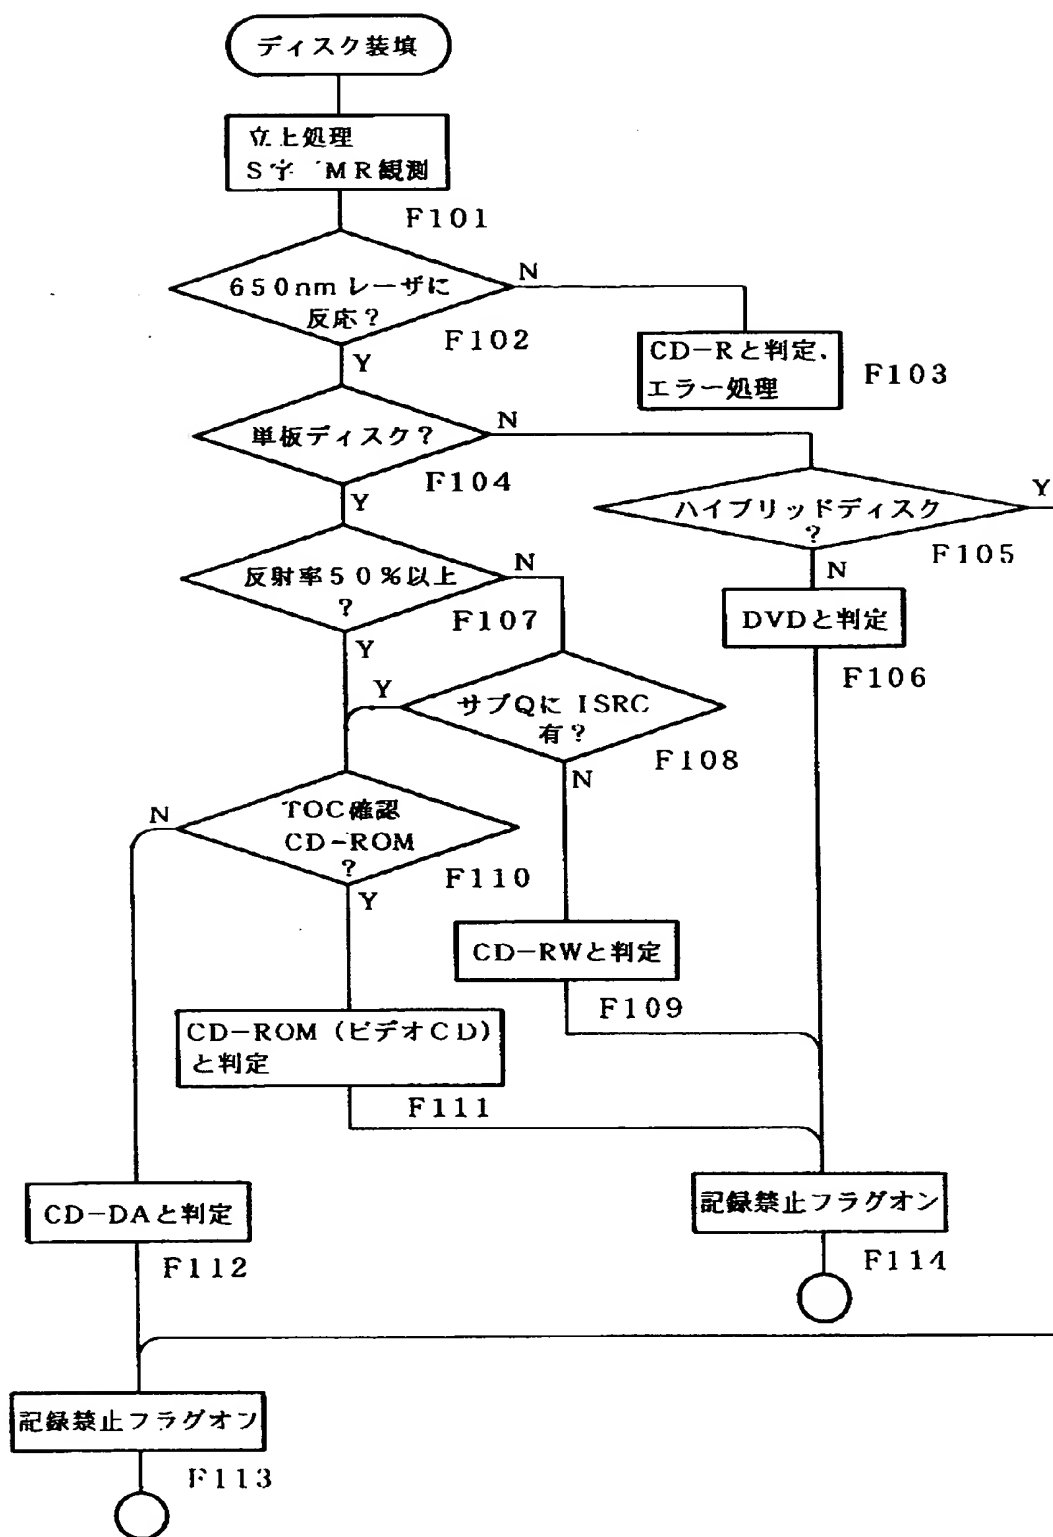 ディスク装填
立上処理
S字 MR観測
F101
650nmレーザに
反応?
N
F102
Y
CD-Rと判定、
エラー処理
F103
単板ディスク?
N
F104
Y
ハイブリッドディスク
?
Y
F105
N
反射率50%以上
?
N
F107
Y
DVDと判定
F106
サブQに ISRC
有?
Y
F108
N
TOC確認
CD-ROM
?
N
F110
Y
CD-RWと判定
F109
CD-ROM(ビデオCD)
と判定
F111
CD-DAと判定
F112
記録禁止フラグオン
F114
記録禁止フラグオン
F113